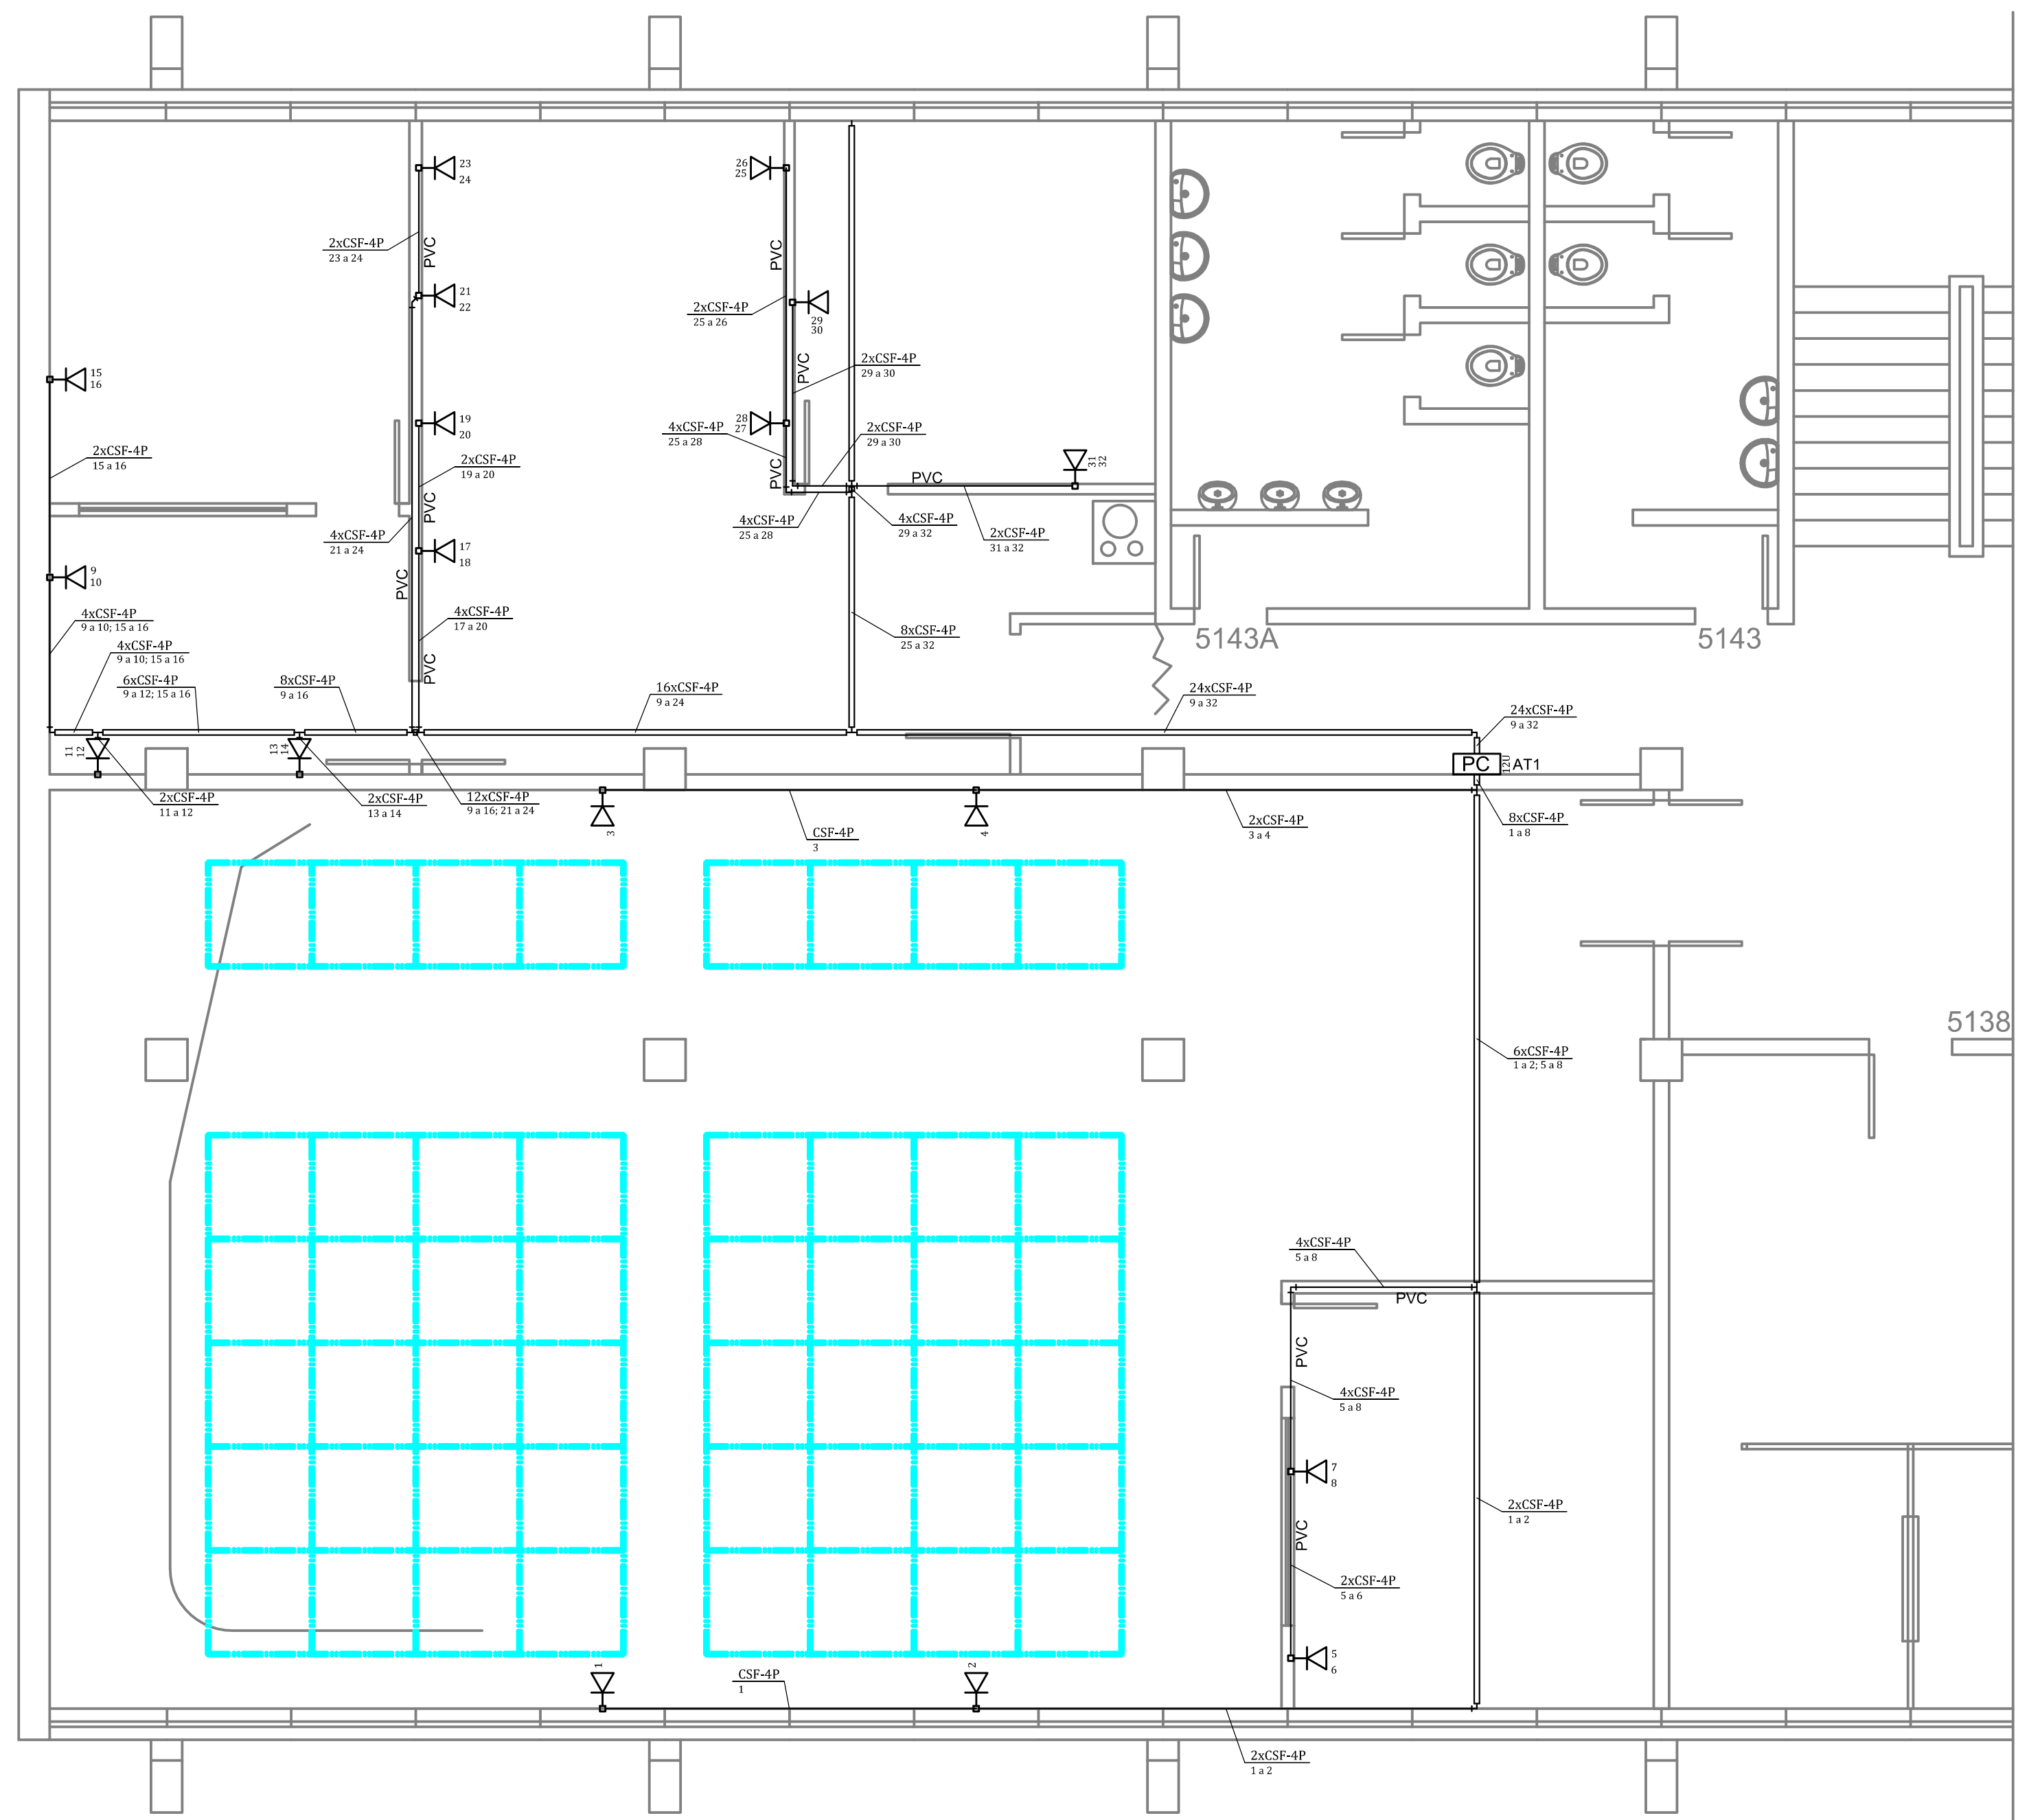 23
24
26
25
2xCSF-4P
23 a 24
PVC
PVC
21
22
2xCSF-4P
25 a 26
29
30
2xCSF-4P
29 a 30
PVC
15
16
19
20
28
27
4xCSF-4P
25 a 28
2xCSF-4P
29 a 30
31
32
2xCSF-4P
15 a 16
2xCSF-4P
19 a 20
PVC
PVC
PVC
4xCSF-4P
21 a 24
4xCSF-4P
25 a 28
4xCSF-4P
29 a 32
2xCSF-4P
31 a 32
17
18
9
10
PVC
4xCSF-4P
9 a 10; 15 a 16
4xCSF-4P
17 a 20
8xCSF-4P
25 a 32
5143A
5143
4xCSF-4P
9 a 10; 15 a 16
PVC
6xCSF-4P
9 a 12; 15 a 16
8xCSF-4P
9 a 16
16xCSF-4P
9 a 24
24xCSF-4P
9 a 32
24xCSF-4P
9 a 32
11
12
13
14
PC
12U
AT1
2xCSF-4P
11 a 12
2xCSF-4P
13 a 14
12xCSF-4P
9 a 16; 21 a 24
3
CSF-4P
3
4
2xCSF-4P
3 a 4
8xCSF-4P
1 a 8
5138
6xCSF-4P
1 a 2; 5 a 8
4xCSF-4P
5 a 8
PVC
PVC
4xCSF-4P
5 a 8
7
8
2xCSF-4P
1 a 2
PVC
2xCSF-4P
5 a 6
5
6
1
CSF-4P
1
2
2xCSF-4P
1 a 2